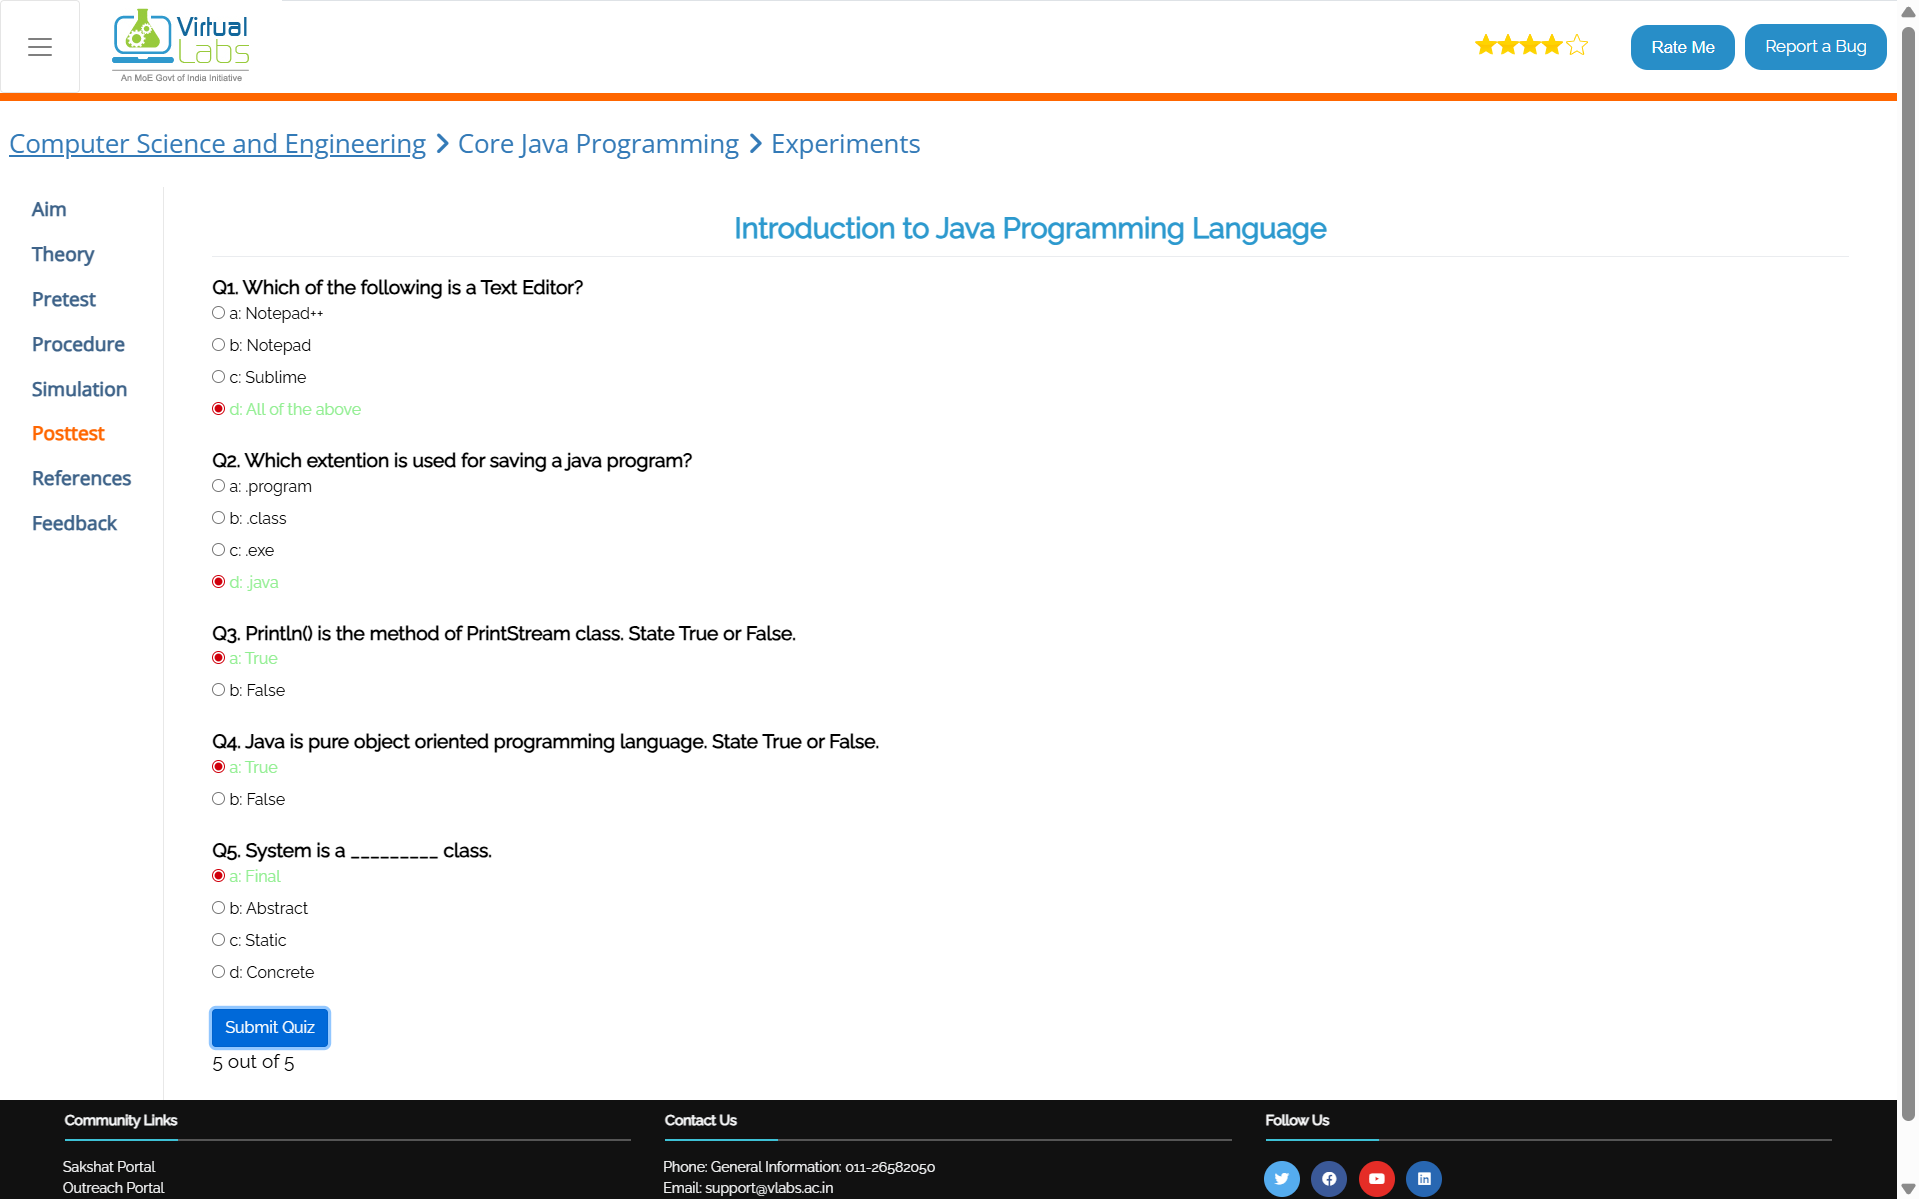 Virtual
Labs
An MoE Govt of India Initiative
Rate Me
Report a Bug
Computer Science and Engineering
Core Java Programming
Experiments
Aim
Theory
Pretest
Procedure
Simulation
Posttest
References
Feedback
Introduction to Java Programming Language
Q1. Which of the following is a Text Editor?
a: Notepad++
b: Notepad
c: Sublime
d: All of the above
Q2. Which extention is used for saving a java program?
a: .program
b: .class
c: .exe
d: .java
Q3. Println() is the method of PrintStream class. State True or False.
a: True
b: False
Q4. Java is pure object oriented programming language. State True or False.
a: True
b: False
Q5. System is a _________ class.
a: Final
b: Abstract
c: Static
d: Concrete
Submit Quiz
5 out of 5
Community Links
Sakshat Portal
Outreach Portal
Contact Us
Phone: General Information: 011-26582050
Email: support@vlabs.ac.in
Follow Us